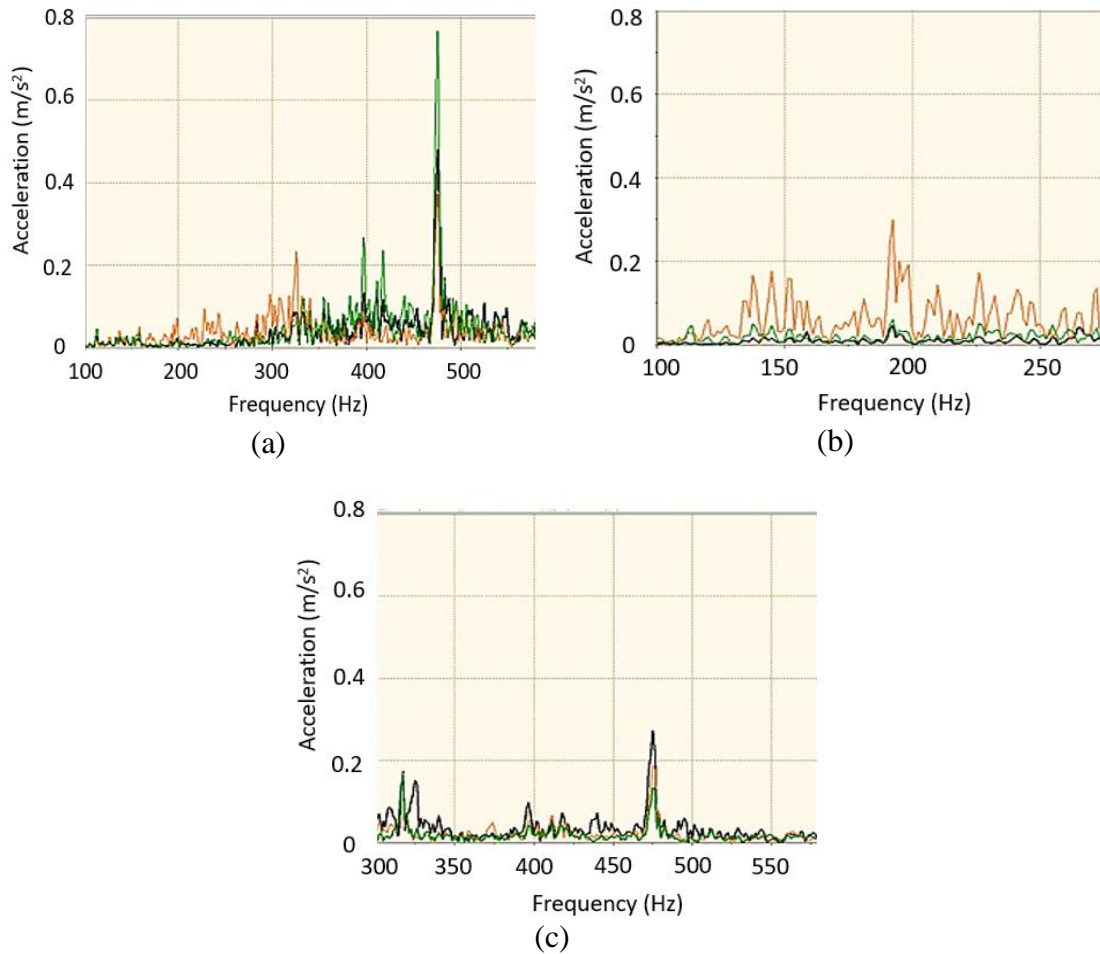 0.8
0.6
0.4
0.2
0
Acceleration (m/s²)
100 200 300 400 500
Frequency (Hz)
(a)
0.8
0.6
0.4
0.2
0
Acceleration (m/s²)
100 150 200 250
Frequency (Hz)
(b)
0.8
0.6
0.4
0.2
0
Acceleration (m/s²)
300 350 400 450 500 550
Frequency (Hz)
(c)